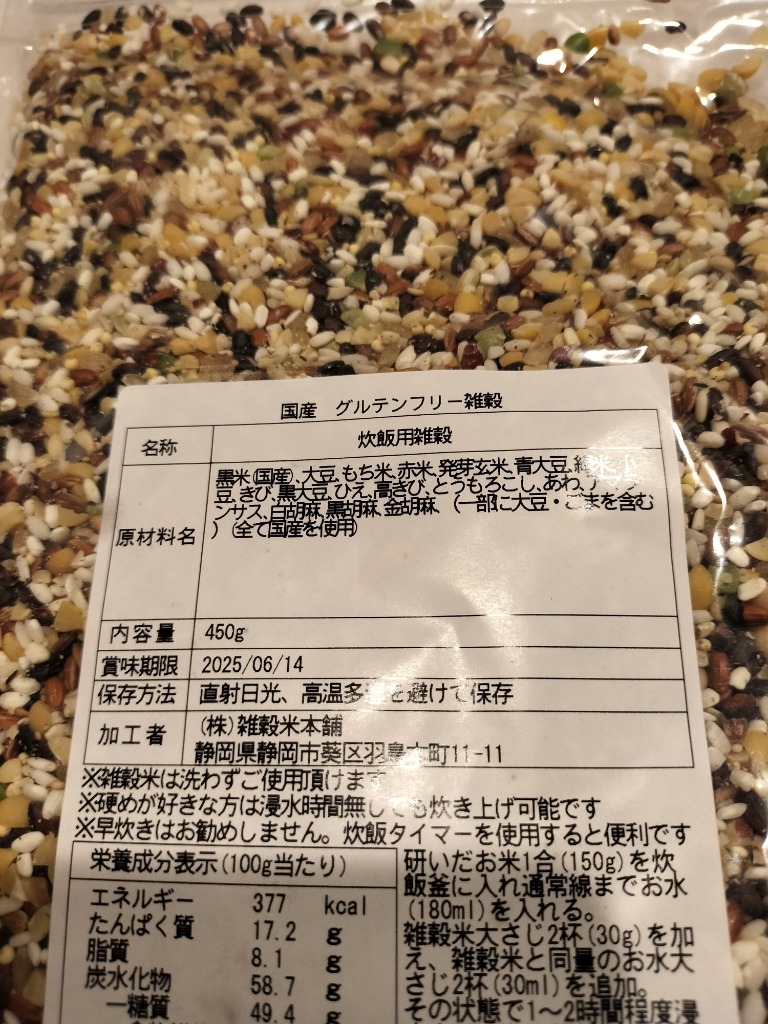 国産　グルテンフリー雑穀
名称
炊飯用雑穀
原材料名
黒米(国産)、大豆、もち米、赤米、発芽玄米、青大豆、米、小
豆、きび、黒大豆、ひえ、高きび、とうもろこし、あわ、
ンサス、白胡麻、黒胡麻、金胡麻、(一部に大豆・ごまを含む
)(全て国産を使用)
内容量
450g
賞味期限
2025/06/14
保存方法
直射日光、高温多を避けて保存
加工者
(株)雑穀米本舗
静岡県静岡市葵区羽鳥本町11-11
※雑穀米は洗わずご使用頂けます
※硬めが好きな方は浸水時間無しでも炊き上げ可能です
※早炊きはお勧めしません。炊飯タイマーを使用すると便利です
栄養成分表示(100g当たり)
エネルギー 377 kcal
たんぱく質 17.2 g
脂質 8.1 g
炭水化物 58.7 g
―糖質 49.4 g
研いだお米1合(150g)を炊
飯釜に入れ通常線までお水
(180ml)を入れる。
雑穀米大さじ2杯(30g)を加
え、雑穀米と同量のお水大
さじ2杯(30ml)を追加。
その状態で1～2時間程度浸